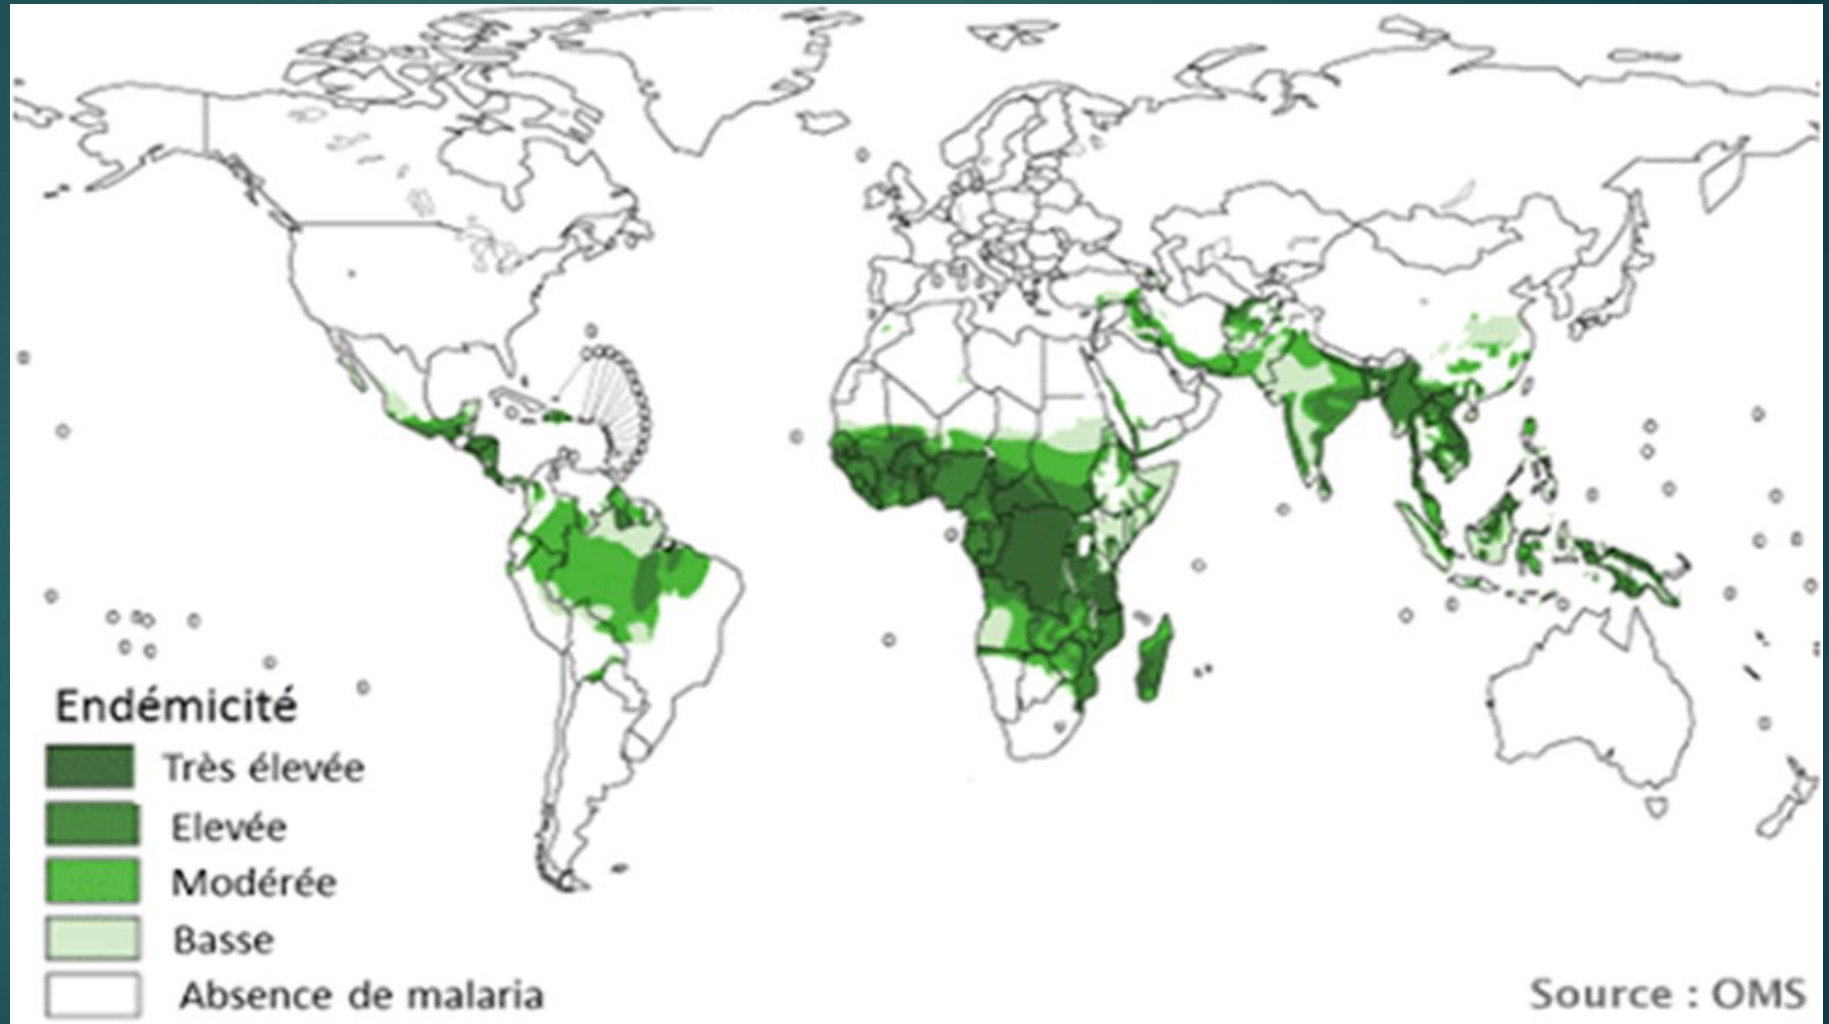 Endémicité
Très élevée
Elevée
Modérée
Basse
Absence de malaria
Source : OMS